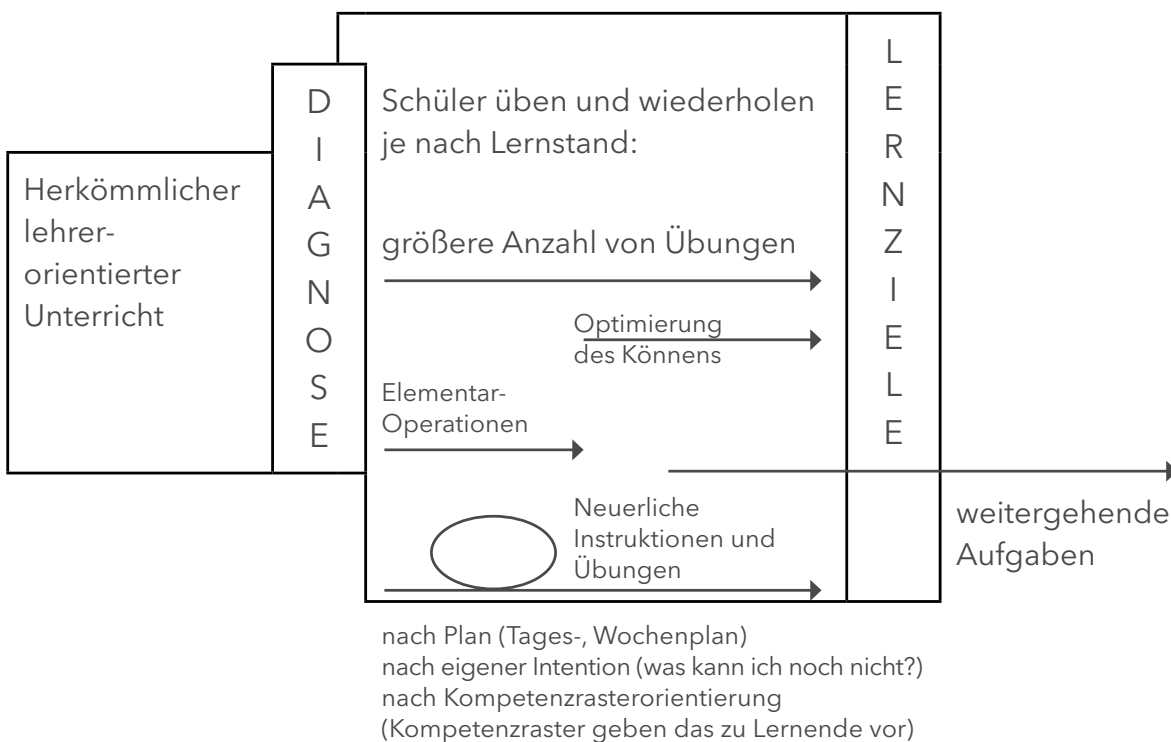 Herkömmlicher
lehrer-
orientierter
Unterricht
D
I
A
G
N
O
S
E
Schüler üben und wiederholen
je nach Lernstand:
größere Anzahl von Übungen
Optimierung
des Könnens
Elementar-
Operationen
Neuerliche
Instruktionen und
Übungen
L
E
R
N
Z
I
E
L
E
weitergehende
Aufgaben
nach Plan (Tages-, Wochenplan)
nach eigener Intention (was kann ich noch nicht?)
nach Kompetenzrasterorientierung
(Kompetenzraster geben das zu Lernende vor)